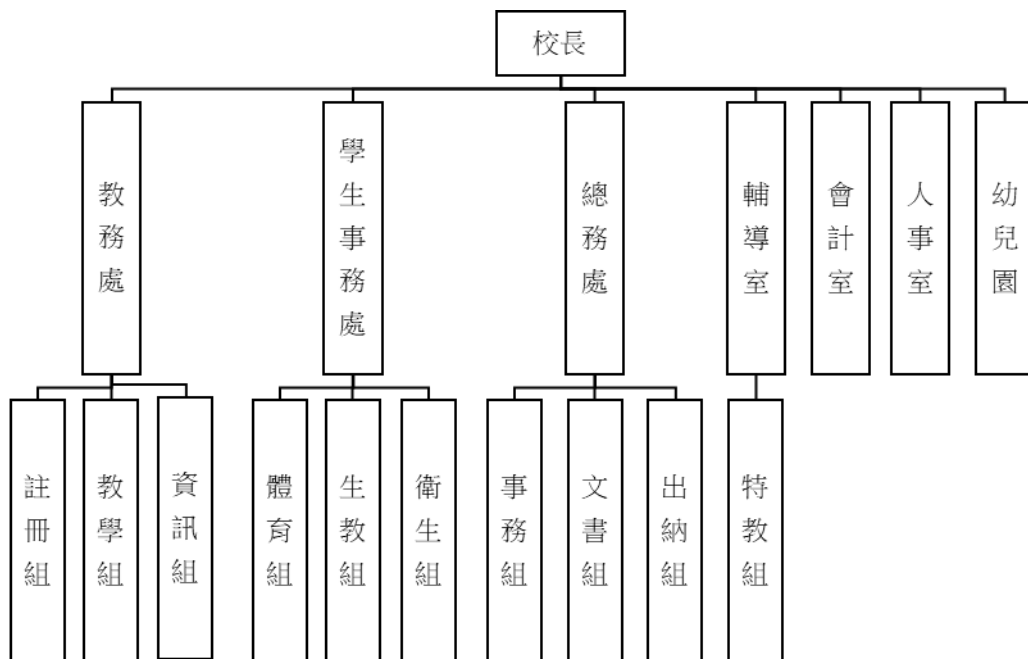 校長
教務處
學生事務處
總務處
輔導室
會計室
人事室
幼兒園
註冊組
教學組
資訊組
體育組
生教組
衛生組
事務組
文書組
出納組
特教組